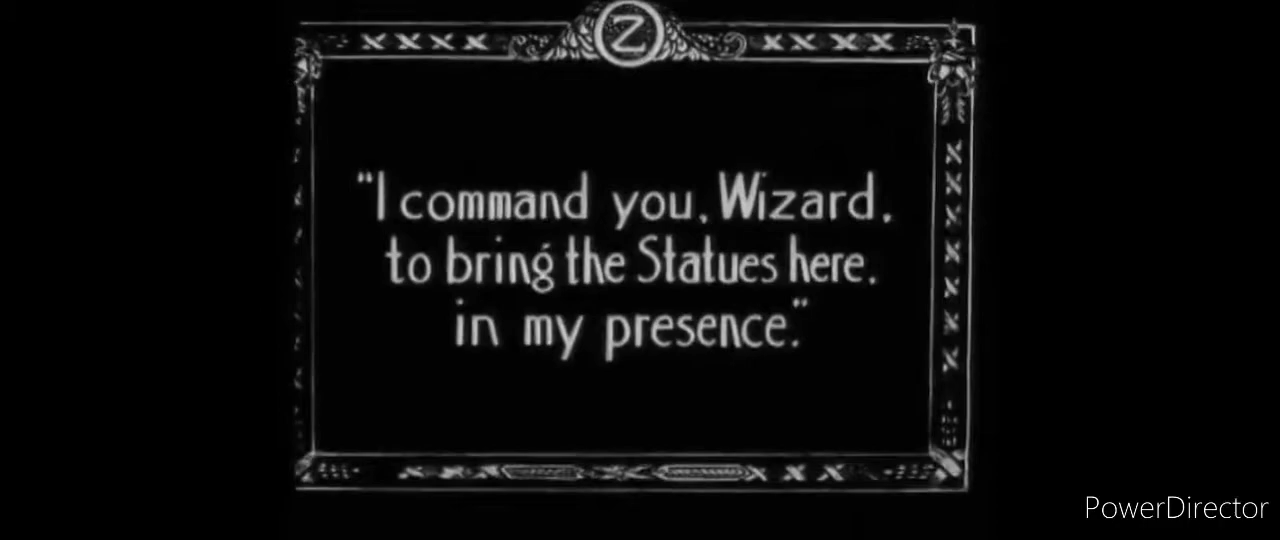 Z
"I command you, Wizard,
to bring the Statues here,
in my presence."
PowerDirector